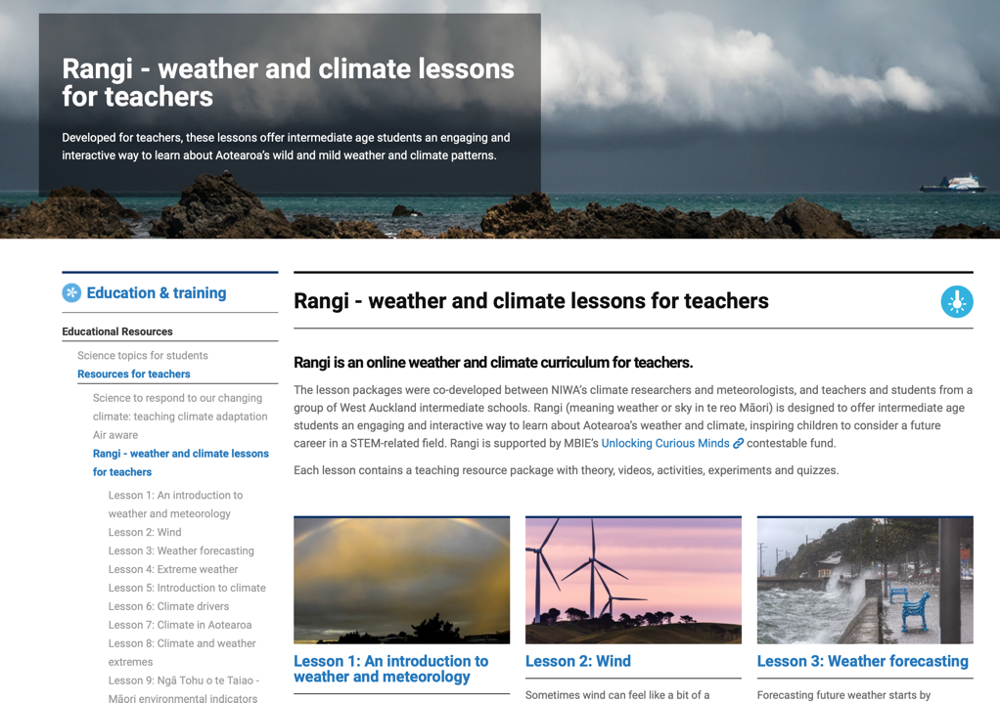 Rangi - weather and climate lessons
for teachers
Developed for teachers, these lessons offer intermediate age students an engaging and
interactive way to learn about Aotearoa's wild and mild weather and climate patterns.
Education & training
Educational Resources
Science topics for students
Resources for teachers
Science to respond to our changing
climate: teaching climate adaptation
Air aware
Rangi - weather and climate lessons
for teachers
Lesson 1: An introduction to
weather and meteorology
Lesson 2: Wind
Lesson 3: Weather forecasting
Lesson 4: Extreme weather
Lesson 5: Introduction to climate
Lesson 6: Climate drivers
Lesson 7: Climate in Aotearoa
Lesson 8: Climate and weather
extremes
Lesson 9: Ngā Tohu o te Taiao -
Māori environmental indicators
Rangi - weather and climate lessons for teachers
Rangi is an online weather and climate curriculum for teachers.
The lesson packages were co-developed between NIWA's climate researchers and meteorologists, and teachers and students from a
group of West Auckland intermediate schools. Rangi (meaning weather or sky in te reo Māori) is designed to offer intermediate age
students an engaging and interactive way to learn about Aotearoa's weather and climate, inspiring children to consider a future
career in a STEM-related field. Rangi is supported by MBIE's Unlocking Curious Minds contestable fund.
Each lesson contains a teaching resource package with theory, videos, activities, experiments and quizzes.
Lesson 1: An introduction to
weather and meteorology
Lesson 2: Wind
Sometimes wind can feel like a bit of a
Lesson 3: Weather forecasting
Forecasting future weather starts by